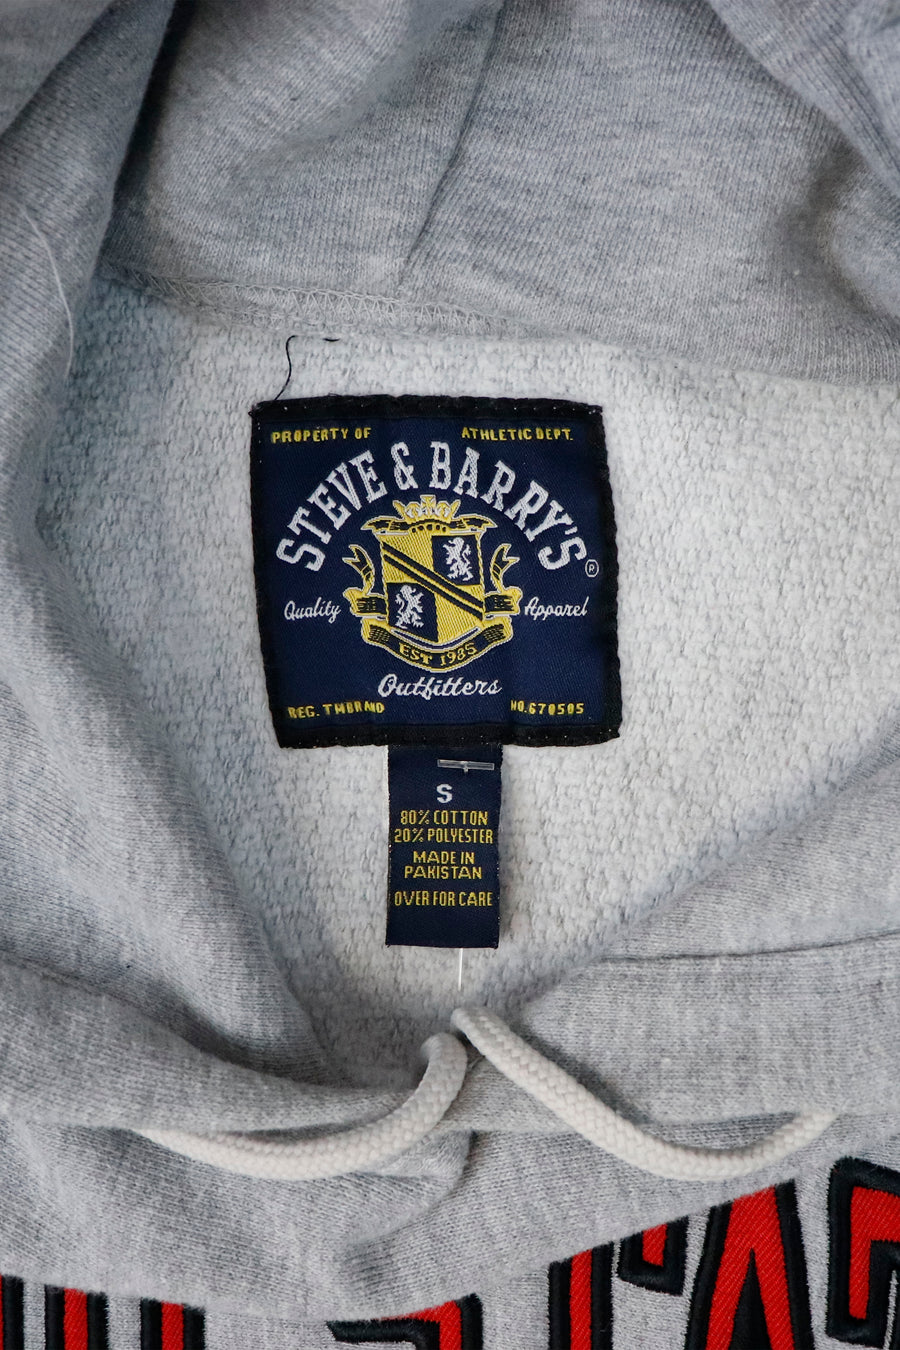 PROPERTY OF ATHLETIC DEPT.
STEVE & BARRY'S ®
Quality Apparel
EST 1985
Outfitters
REG. TMBRAND NO. 670505
S
80% COTTON
20% POLYESTER
MADE IN
PAKISTAN
OVER FOR CARE